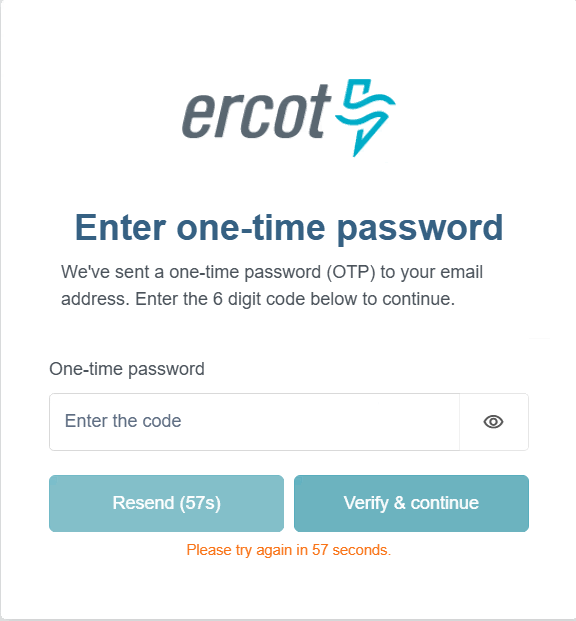 ercot
Enter one-time password
We've sent a one-time password (OTP) to your email
address. Enter the 6 digit code below to continue.
One-time password
Enter the code
Resend (57s)
Verify & continue
Please try again in 57 seconds.